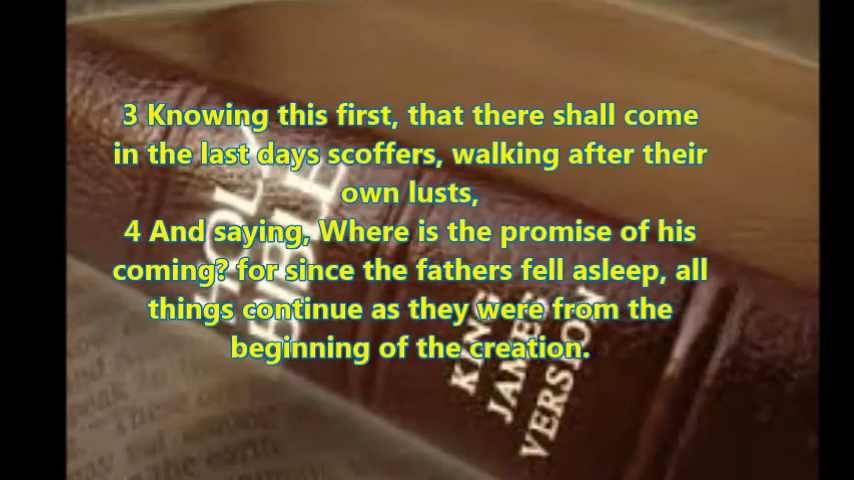 3 Knowing this first, that there shall come
in the last days scoffers, walking after their
own lusts,
4 And saying, Where is the promise of his
coming? for since the fathers fell asleep, all
things continue as they were from the
beginning of the creation.
HOLY
BIBLE
KING
JAMES
VERSION
the earth